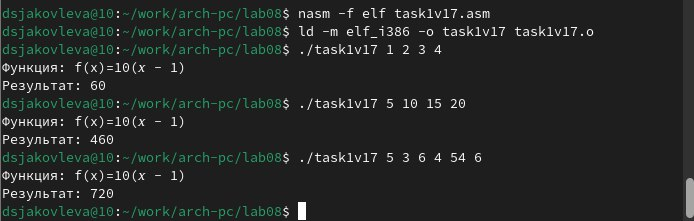 dsjakovleva@10:~/work/arch-pc/lab08$ nasm -f elf task1v17.asm
dsjakovleva@10:~/work/arch-pc/lab08$ ld -m elf_i386 -o task1v17 task1v17.o
dsjakovleva@10:~/work/arch-pc/lab08$ ./task1v17 1 2 3 4
Функция: f(x)=10(𝑥 − 1)
Результат: 60
dsjakovleva@10:~/work/arch-pc/lab08$ ./task1v17 5 10 15 20
Функция: f(x)=10(𝑥 − 1)
Результат: 460
dsjakovleva@10:~/work/arch-pc/lab08$ ./task1v17 5 3 6 4 54 6
Функция: f(x)=10(𝑥 − 1)
Результат: 720
dsjakovleva@10:~/work/arch-pc/lab08$